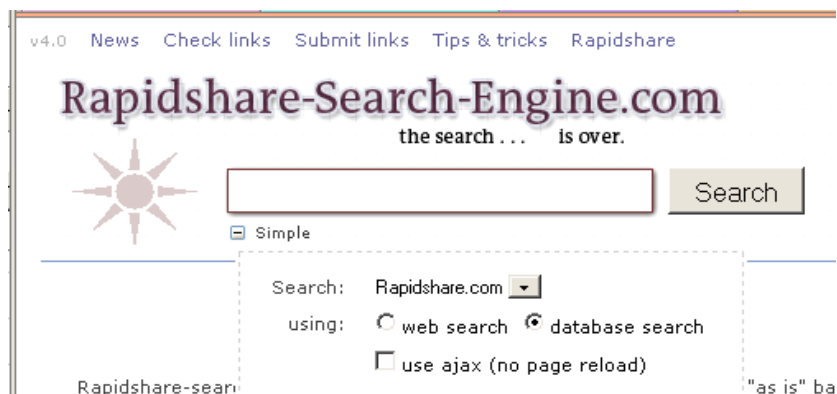 v4.0 News Check links Submit links Tips & tricks Rapidshare
Rapidshare-Search-Engine.com
the search . . . is over.
Search
Simple
Search: Rapidshare.com
using: web search database search
use ajax (no page reload)
"as is"